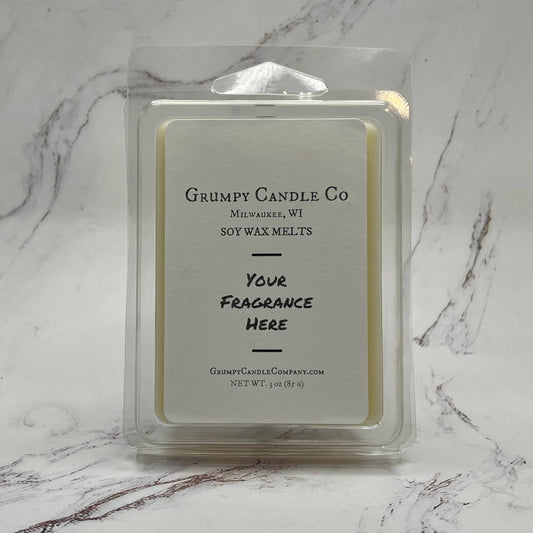 Grumpy Candle Co
Milwaukee, WI
SOY WAX MELTS
Your
Fragrance
Here
GrumpyCandleCompany.com
NET WT. 3 oz (85 g)